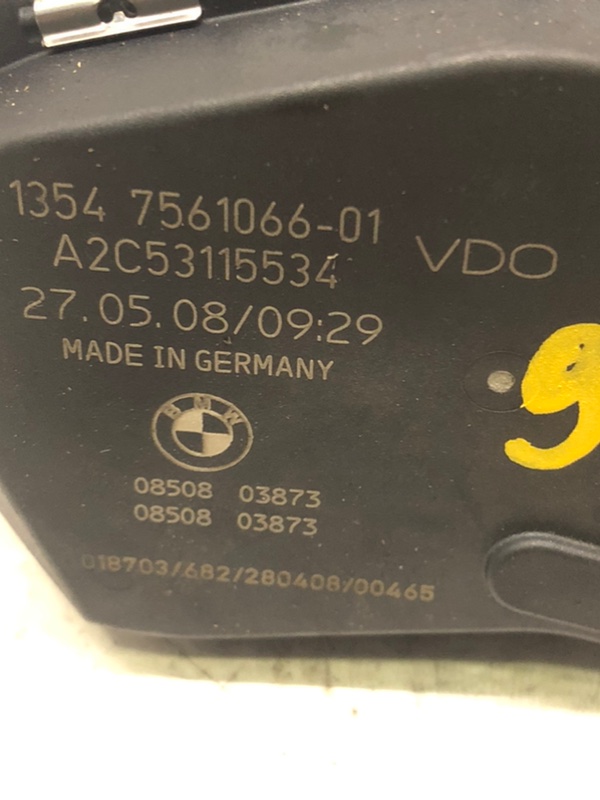 1354 7561066-01
A2C53115534
VDO
27.05.08/09:29
MADE IN GERMANY
9
BMW
08508 03873
08508 03873
018703/682/280408/00465